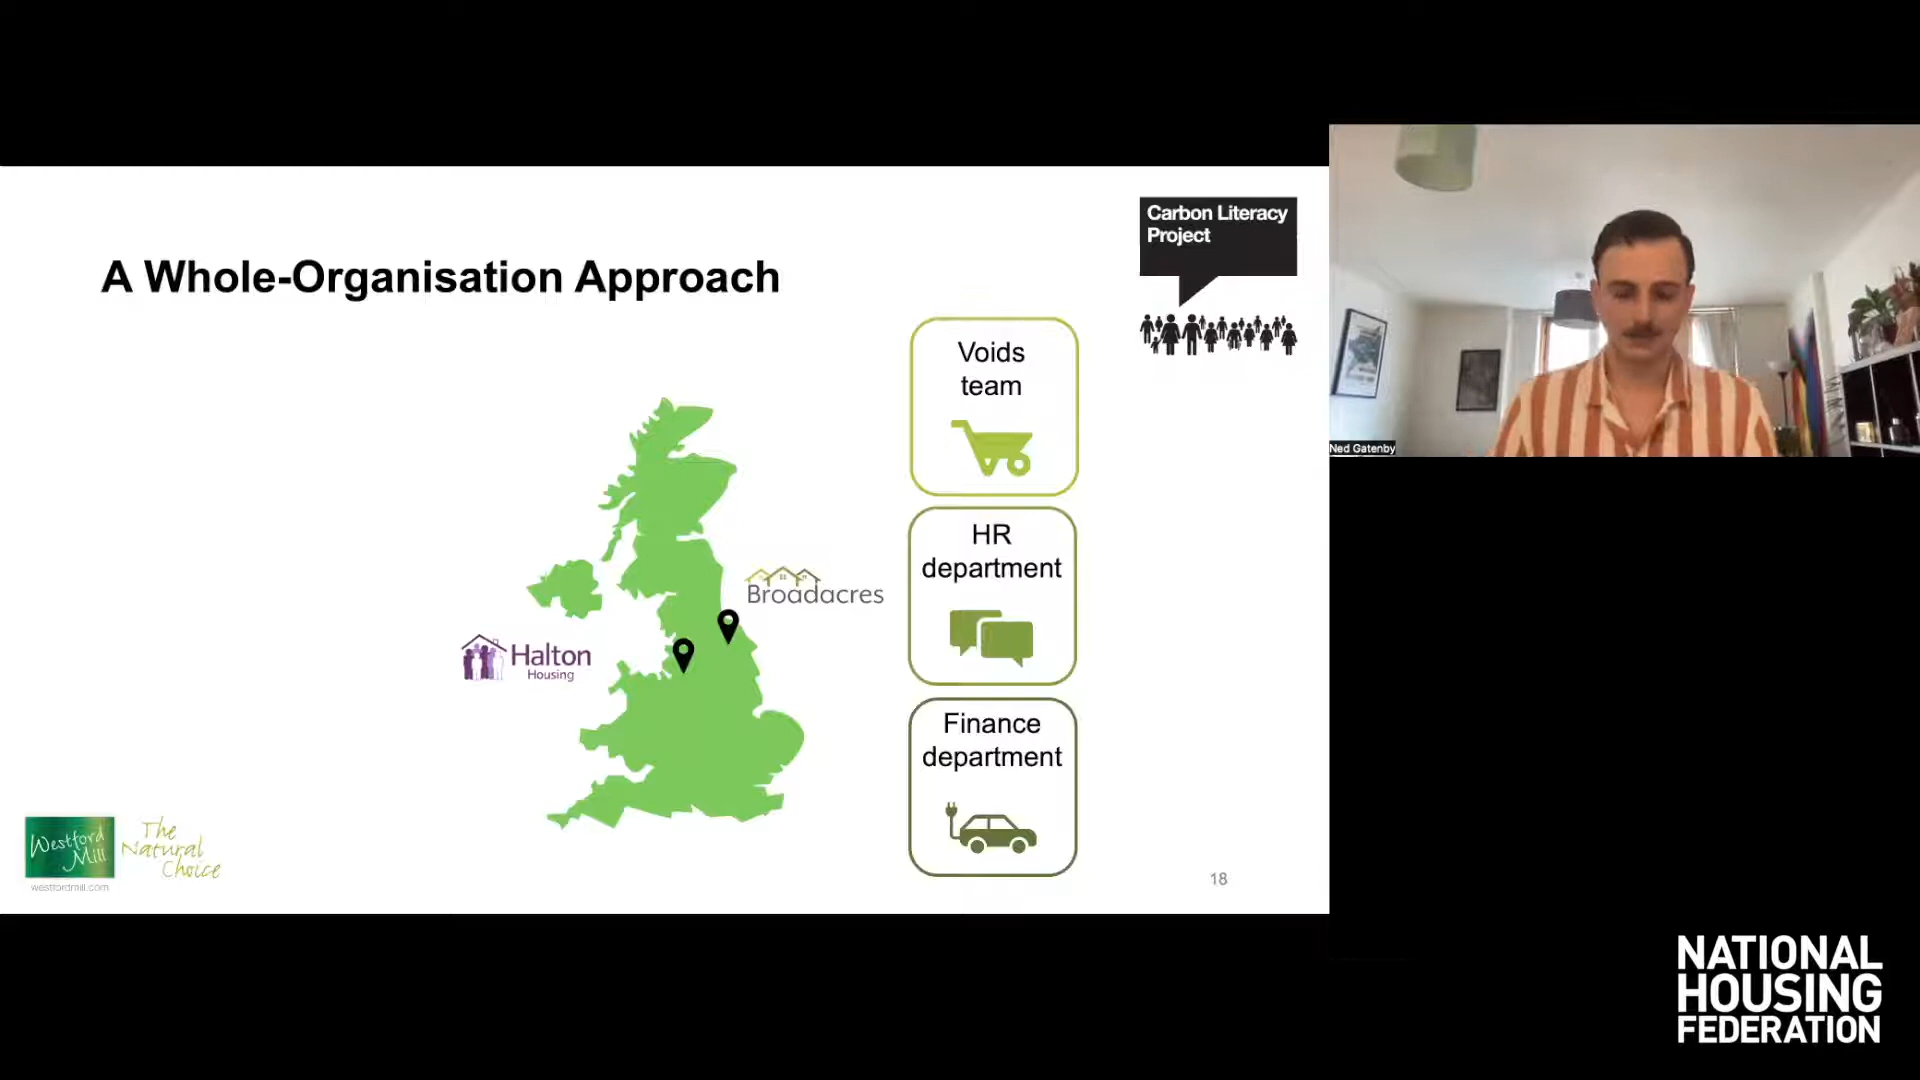 Carbon Literacy
Project
A Whole-Organisation Approach
Voids
team
HR
department
Finance
department
Broadacres
Halton
Housing
Westford
Mill
The
Natural
Choice
westfordmill.com
18
Ned Gatenby
NATIONAL
HOUSING
FEDERATION